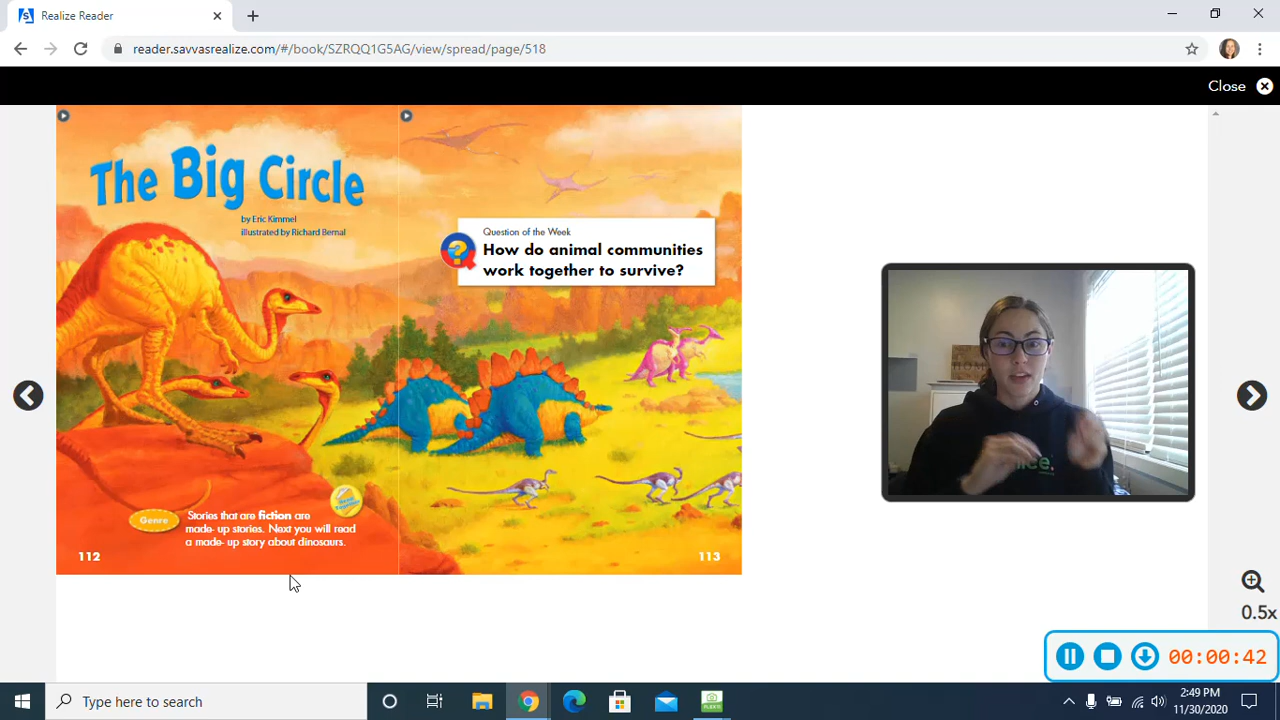 Realize Reader
reader.savvasrealize.com/#/book/SZRQQ1G5AG/view/spread/page/518
Close
The Big Circle
by Eric Kimmel
illustrated by Richard Bernal
Question of the Week
How do animal communities
work together to survive?
Genre
Stories that are fiction are
made- up stories. Next you will read
a made- up story about dinosaurs.
112
113
0.5x
00:00:42
Type here to search
2:49 PM
11/30/2020